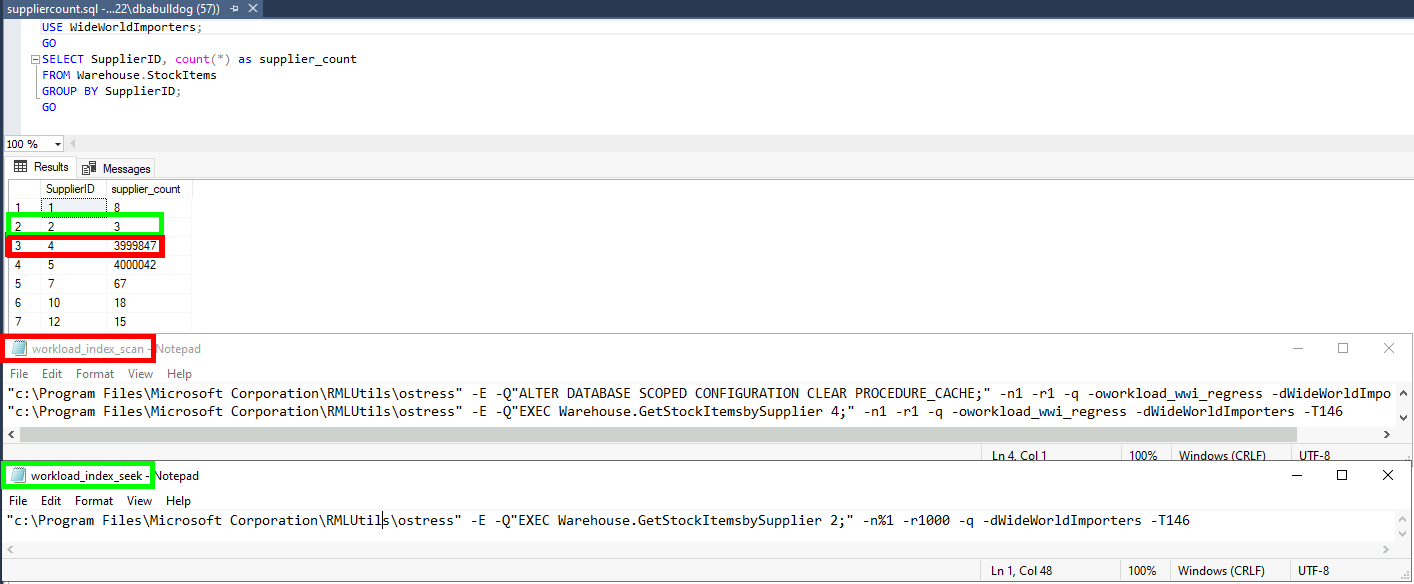 suppliercount.sql -...22\dbabulldog (57))
USE WideWorldImporters;
GO
SELECT SupplierID, count(*) as supplier_count
FROM Warehouse.StockItems
GROUP BY SupplierID;
GO
100 %
Results Messages
SupplierID supplier_count
1 1 8
2 2 3
3 4 3999847
4 5 4000042
5 7 67
6 10 18
7 12 15
workload_index_scan - Notepad
File Edit Format View Help
"c:\Program Files\Microsoft Corporation\RMLUtils\ostress" -E -Q"ALTER DATABASE SCOPED CONFIGURATION CLEAR PROCEDURE_CACHE;" -n1 -r1 -q -oworkload_wwi_regress -dWideWorldImpo
"c:\Program Files\Microsoft Corporation\RMLUtils\ostress" -E -Q"EXEC Warehouse.GetStockItemsbySupplier 4;" -n1 -r1 -q -oworkload_wwi_regress -dWideWorldImporters -T146
Ln 4, Col 1 100% Windows (CRLF) UTF-8
workload_index_seek - Notepad
File Edit Format View Help
"c:\Program Files\Microsoft Corporation\RMLUtils\ostress" -E -Q"EXEC Warehouse.GetStockItemsbySupplier 2;" -n%1 -r1000 -q -dWideWorldImporters -T146
Ln 1, Col 48 100% Windows (CRLF) UTF-8